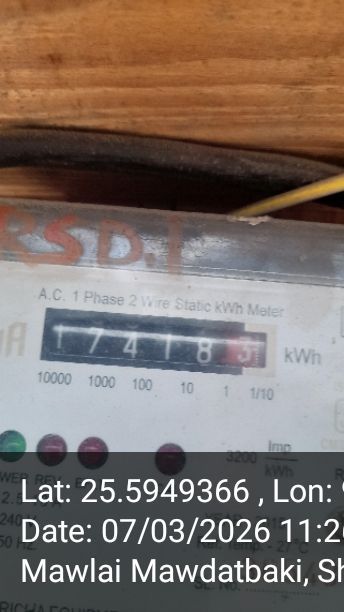 RSD.1
A.C. 1 Phase 2 Wire Static kWh Meter
1 7 4 1 8 3 kWh
10000 1000 100 10 1 1/10
3200 Imp
kWh
Lat: 25.5949366 , Lon:
Date: 07/03/2026 11:2
Mawlai Mawdatbaki, Sh